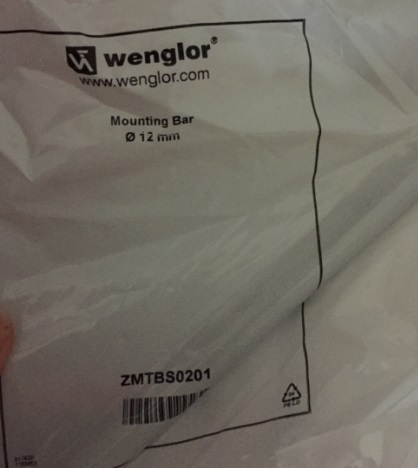 wenglor®
www.wenglor.com
Mounting Bar
Ø 12 mm
ZMTBS0201